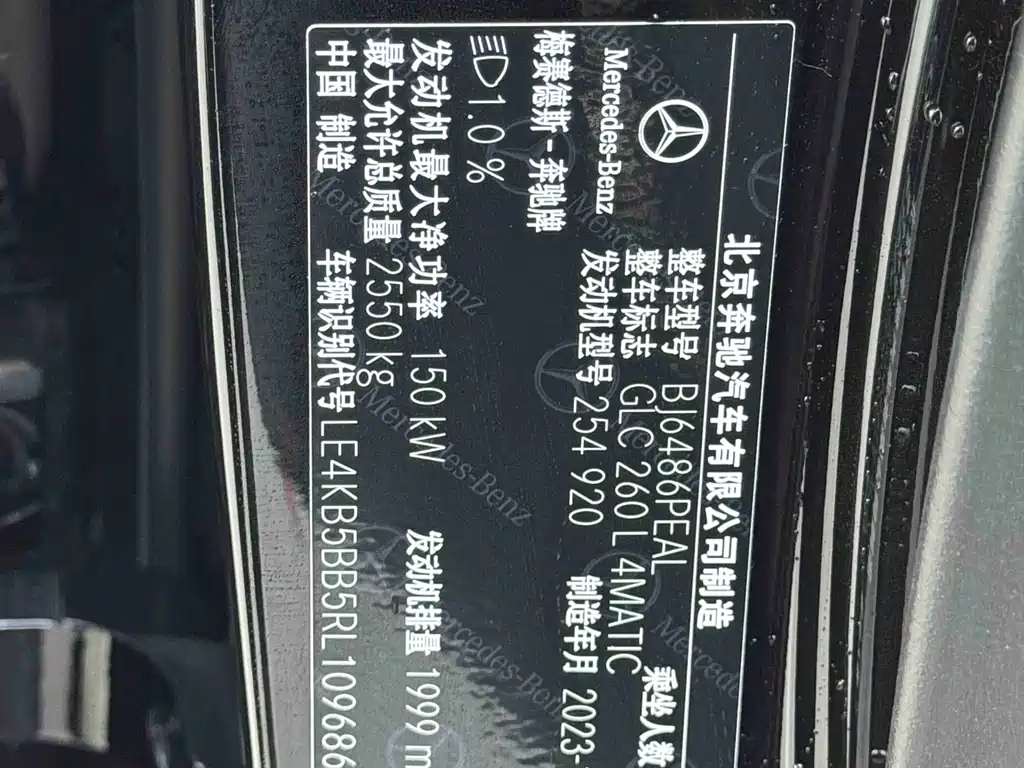 北京奔驰汽车有限公司制造
Mercedes-Benz
梅赛德斯-奔驰牌
整车型号 BJ6486PEAL
整车标志 GLC 260 L 4MATIC 乘坐人数
发动机型号 254 920 制造年月 2023-
1.0 %
发动机最大净功率 150 kW 发动机排量 1999 m
最大允许总质量 2550 kg
中国 制造 车辆识别代号 LE4KB5BB5RL109686